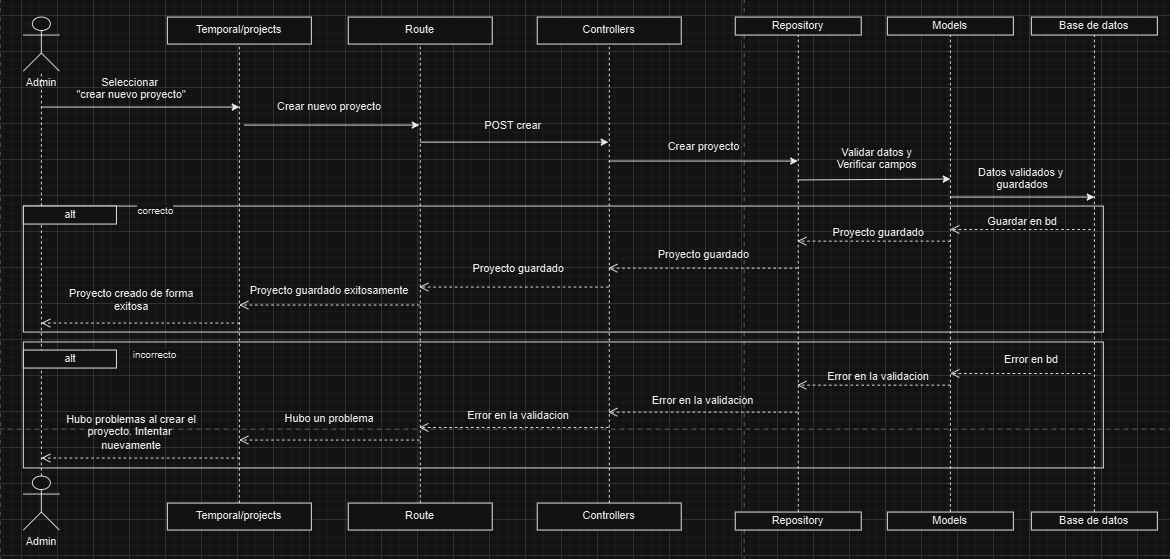 Temporal/projects
Route
Controllers
Repository
Models
Base de datos
Admin
Seleccionar
"crear nuevo proyecto"
Crear nuevo proyecto
POST crear
Crear proyecto
Validar datos y
Verificar campos
Datos validados y
guardados
alt
correcto
Guardar en bd
Proyecto guardado
Proyecto guardado
Proyecto guardado
Proyecto guardado exitosamente
Proyecto creado de forma
exitosa
alt
incorrecto
Error en bd
Error en la validacion
Error en la validacion
Error en la validacion
Hubo un problema
Hubo problemas al crear el
proyecto. Intentar
nuevamente
Admin
Temporal/projects
Route
Controllers
Repository
Models
Base de datos